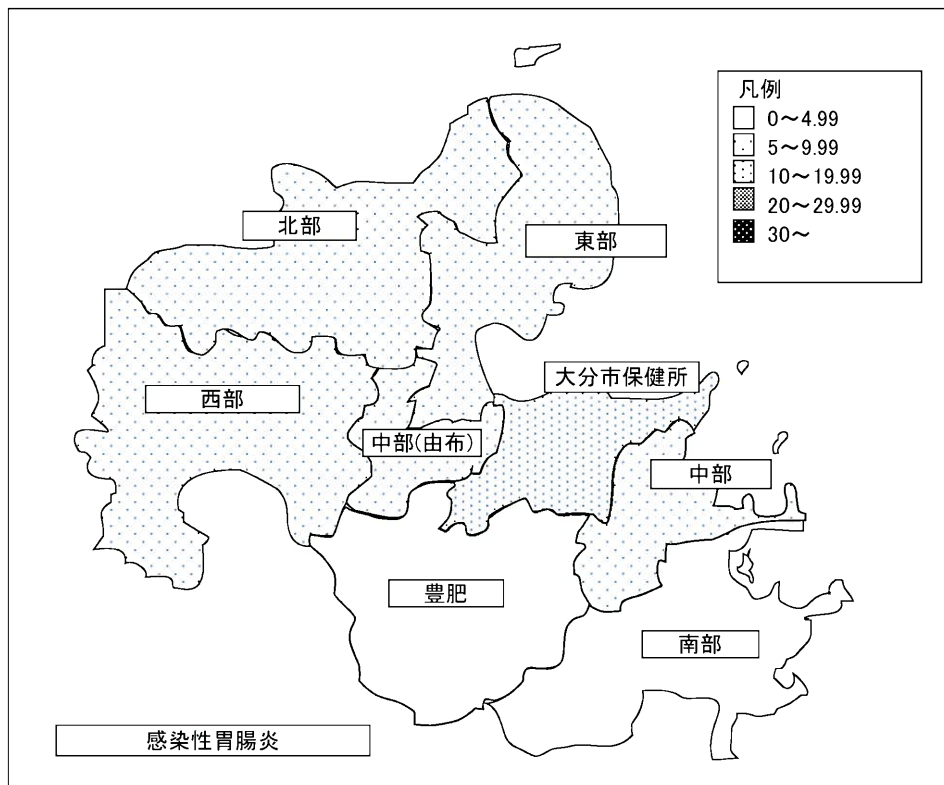 凡例
0～4.99
5～9.99
10～19.99
20～29.99
30～
北部
東部
大分市保健所
西部
中部(由布)
中部
豊肥
南部
感染性胃腸炎